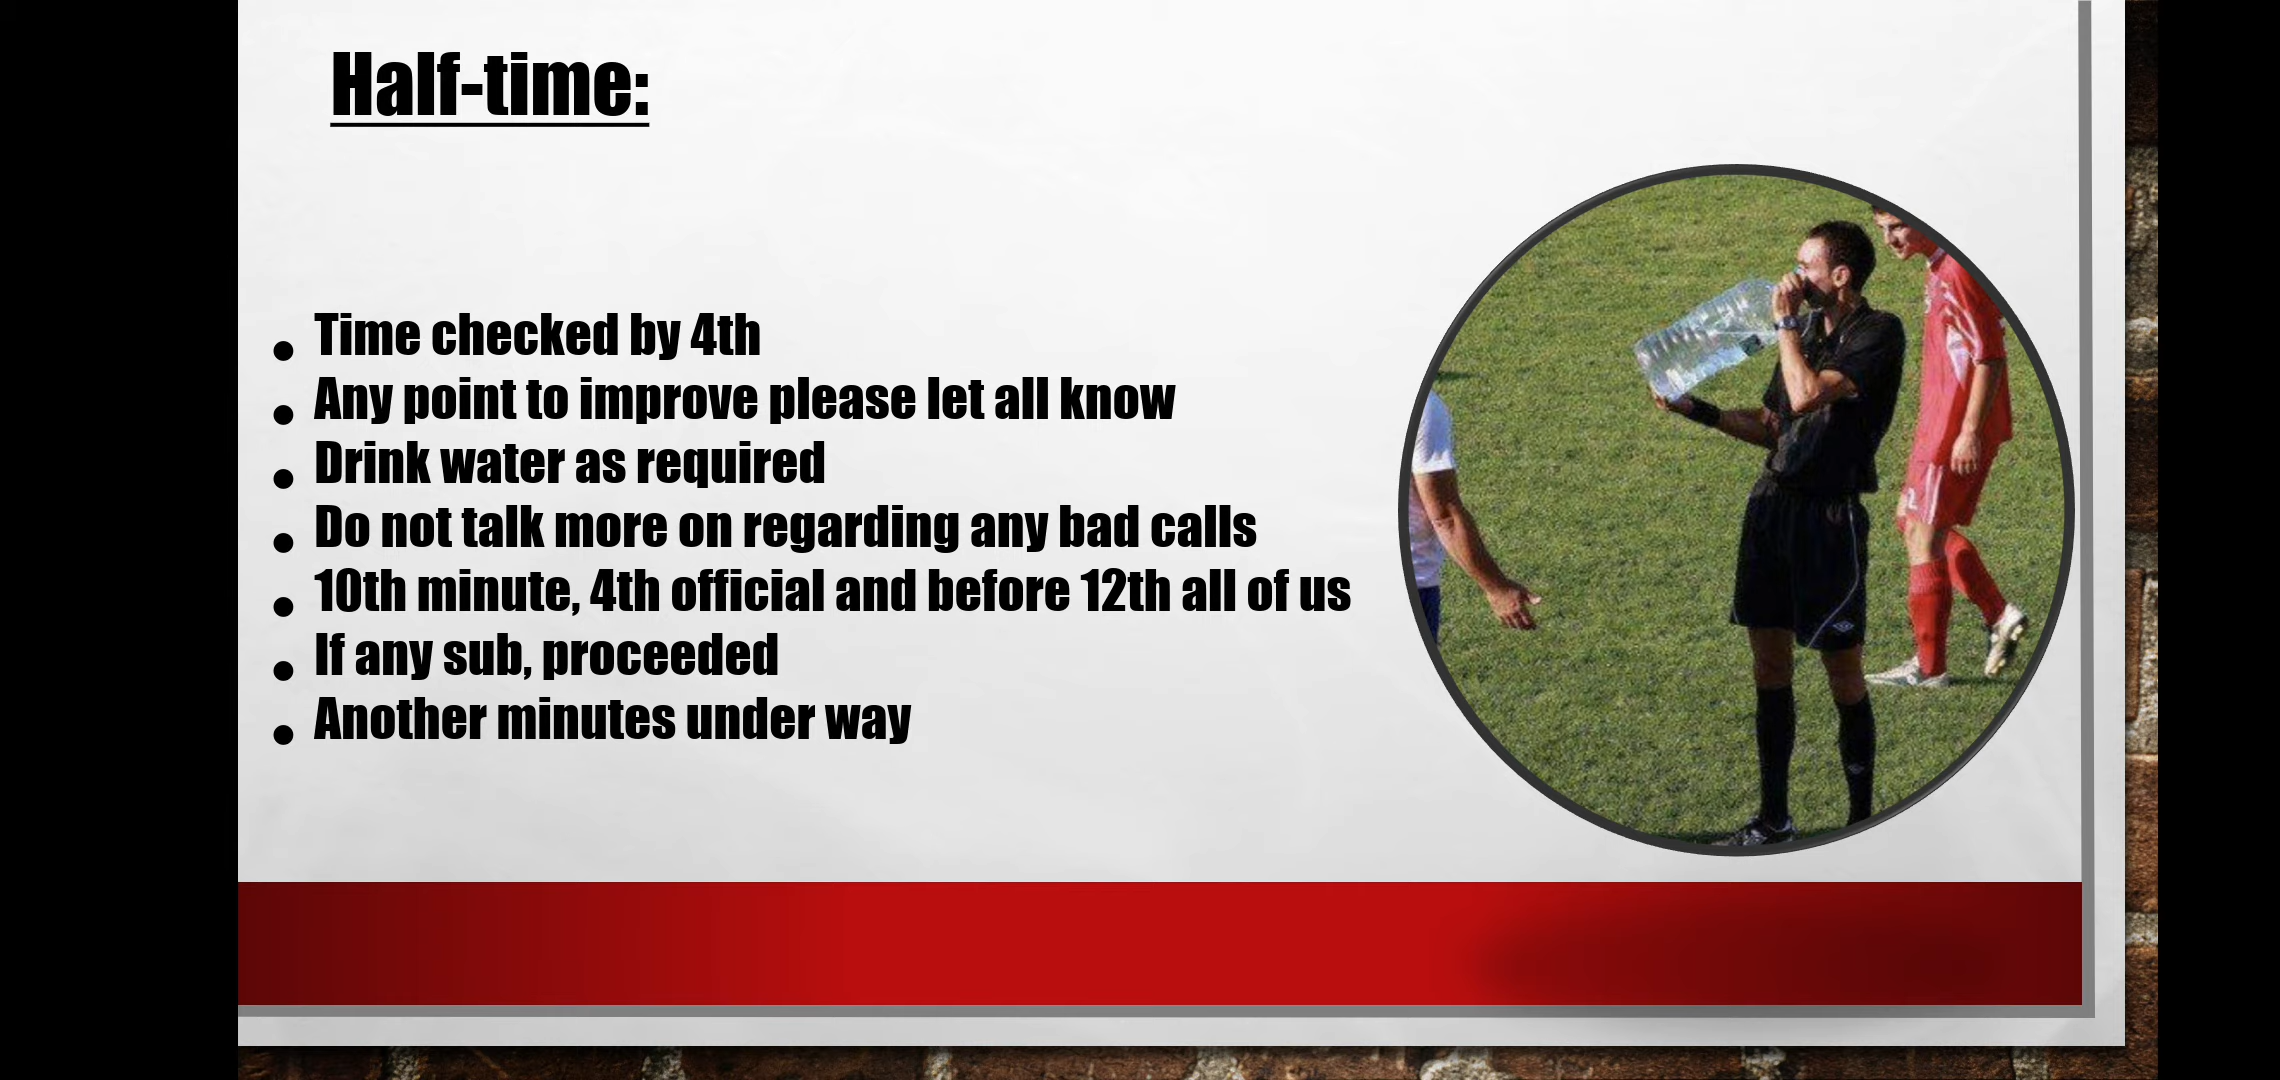 Half-time:
• Time checked by 4th
• Any point to improve please let all know
• Drink water as required
• Do not talk more on regarding any bad calls
• 10th minute, 4th official and before 12th all of us
• If any sub, proceeded
• Another minutes under way